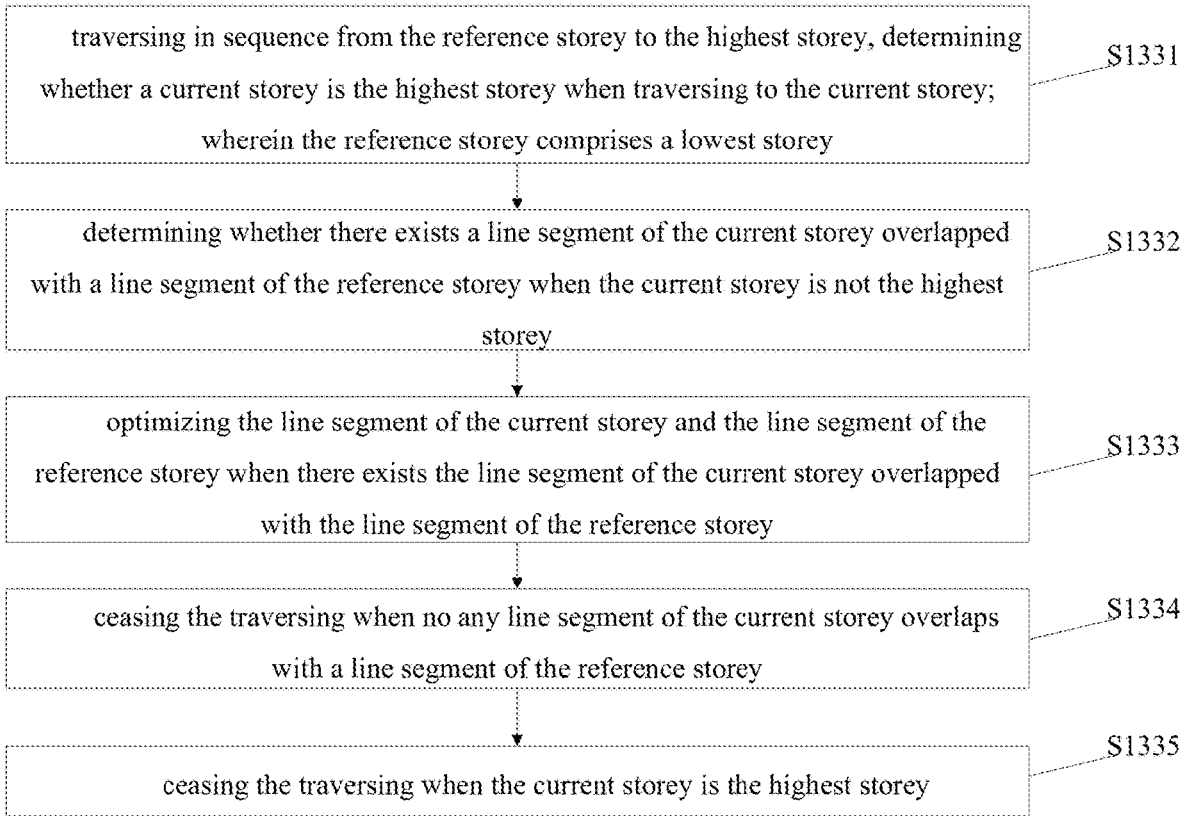 traversing in sequence from the reference storey to the highest storey, determining
whether a current storey is the highest storey when traversing to the current storey;
wherein the reference storey comprises a lowest storey
S1331
determining whether there exists a line segment of the current storey overlapped
with a line segment of the reference storey when the current storey is not the highest
storey
S1332
optimizing the line segment of the current storey and the line segment of the
reference storey when there exists the line segment of the current storey overlapped
with the line segment of the reference storey
S1333
ceasing the traversing when no any line segment of the current storey overlaps
with a line segment of the reference storey
S1334
ceasing the traversing when the current storey is the highest storey
S1335